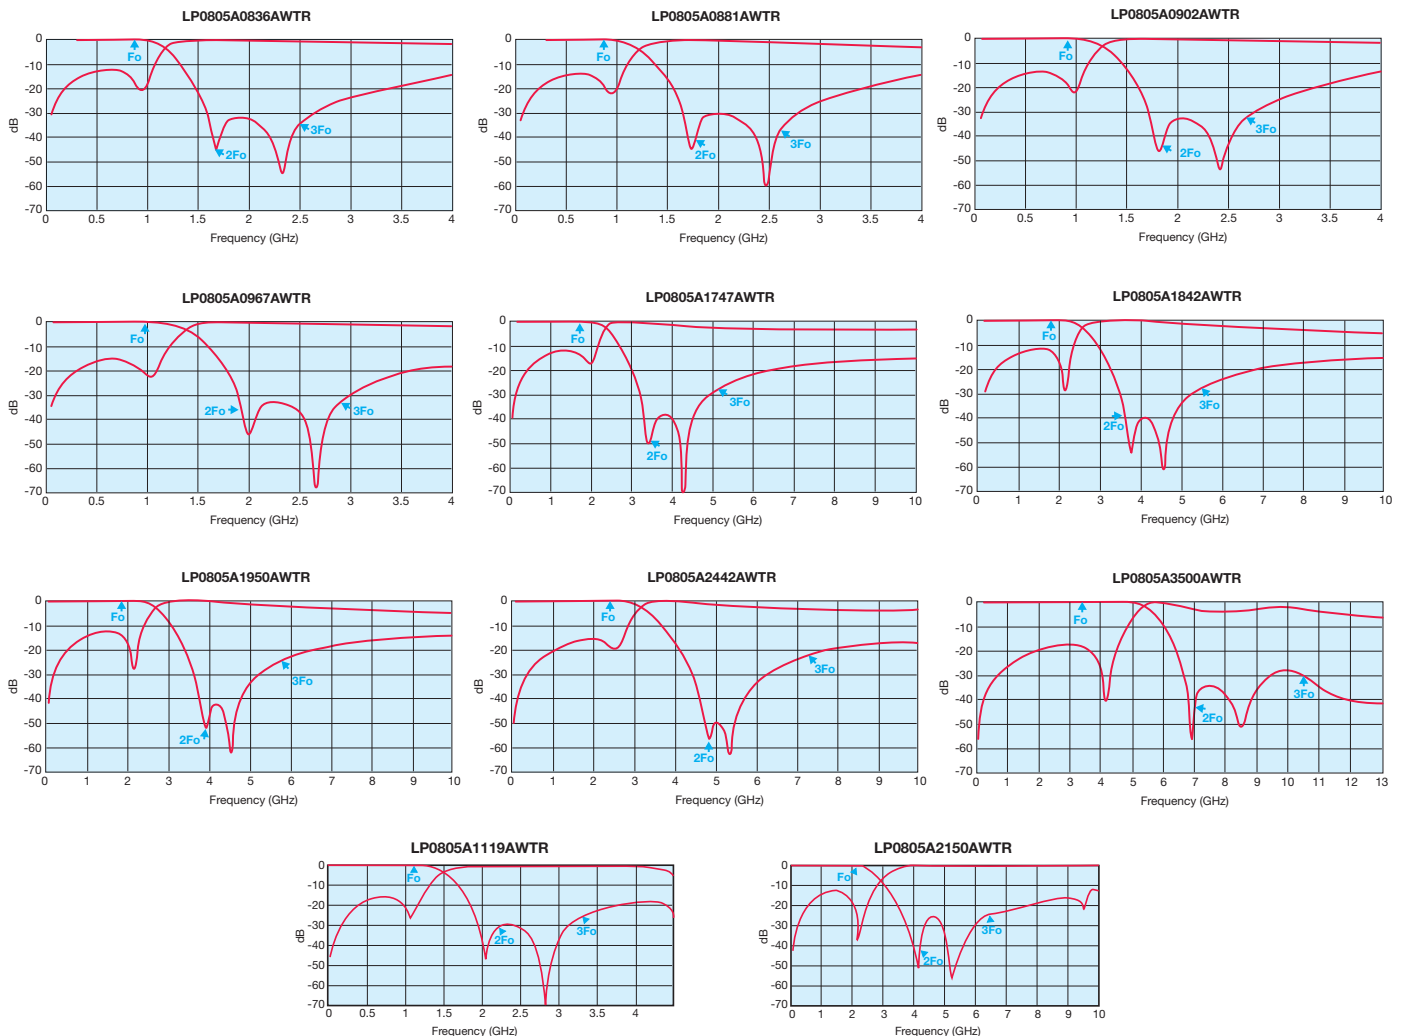 LP0805A0836AWTR
0
-10
-20
-30
-40
-50
-60
-70
dB
Fo
2Fo
3Fo
0 0.5 1 1.5 2 2.5 3 3.5 4
Frequency (GHz)
LP0805A0881AWTR
0
-10
-20
-30
-40
-50
-60
-70
dB
Fo
2Fo
3Fo
0 0.5 1 1.5 2 2.5 3 3.5 4
Frequency (GHz)
LP0805A0902AWTR
0
-10
-20
-30
-40
-50
-60
-70
dB
Fo
2Fo
3Fo
0 0.5 1 1.5 2 2.5 3 3.5 4
Frequency (GHz)
LP0805A0967AWTR
0
-10
-20
-30
-40
-50
-60
-70
dB
Fo
2Fo
3Fo
0 0.5 1 1.5 2 2.5 3 3.5 4
Frequency (GHz)
LP0805A1747AWTR
0
-10
-20
-30
-40
-50
-60
-70
dB
Fo
2Fo
3Fo
0 1 2 3 4 5 6 7 8 9 10
Frequency (GHz)
LP0805A1842AWTR
0
-10
-20
-30
-40
-50
-60
-70
dB
Fo
2Fo
3Fo
0 1 2 3 4 5 6 7 8 9 10
Frequency (GHz)
LP0805A1950AWTR
0
-10
-20
-30
-40
-50
-60
-70
dB
Fo
2Fo
3Fo
0 1 2 3 4 5 6 7 8 9 10
Frequency (GHz)
LP0805A2442AWTR
0
-10
-20
-30
-40
-50
-60
-70
dB
Fo
2Fo
3Fo
0 1 2 3 4 5 6 7 8 9 10
Frequency (GHz)
LP0805A3500AWTR
0
-10
-20
-30
-40
-50
-60
-70
dB
Fo
2Fo
3Fo
0 1 2 3 4 5 6 7 8 9 10 11 12 13
Frequency (GHz)
LP0805A1119AWTR
0
-10
-20
-30
-40
-50
-60
-70
dB
Fo
2Fo
3Fo
0 0.5 1 1.5 2 2.5 3 3.5 4
Frequency (GHz)
LP0805A2150AWTR
0
-10
-20
-30
-40
-50
-60
-70
dB
Fo
2Fo
3Fo
0 1 2 3 4 5 6 7 8 9 10
Frequency (GHz)